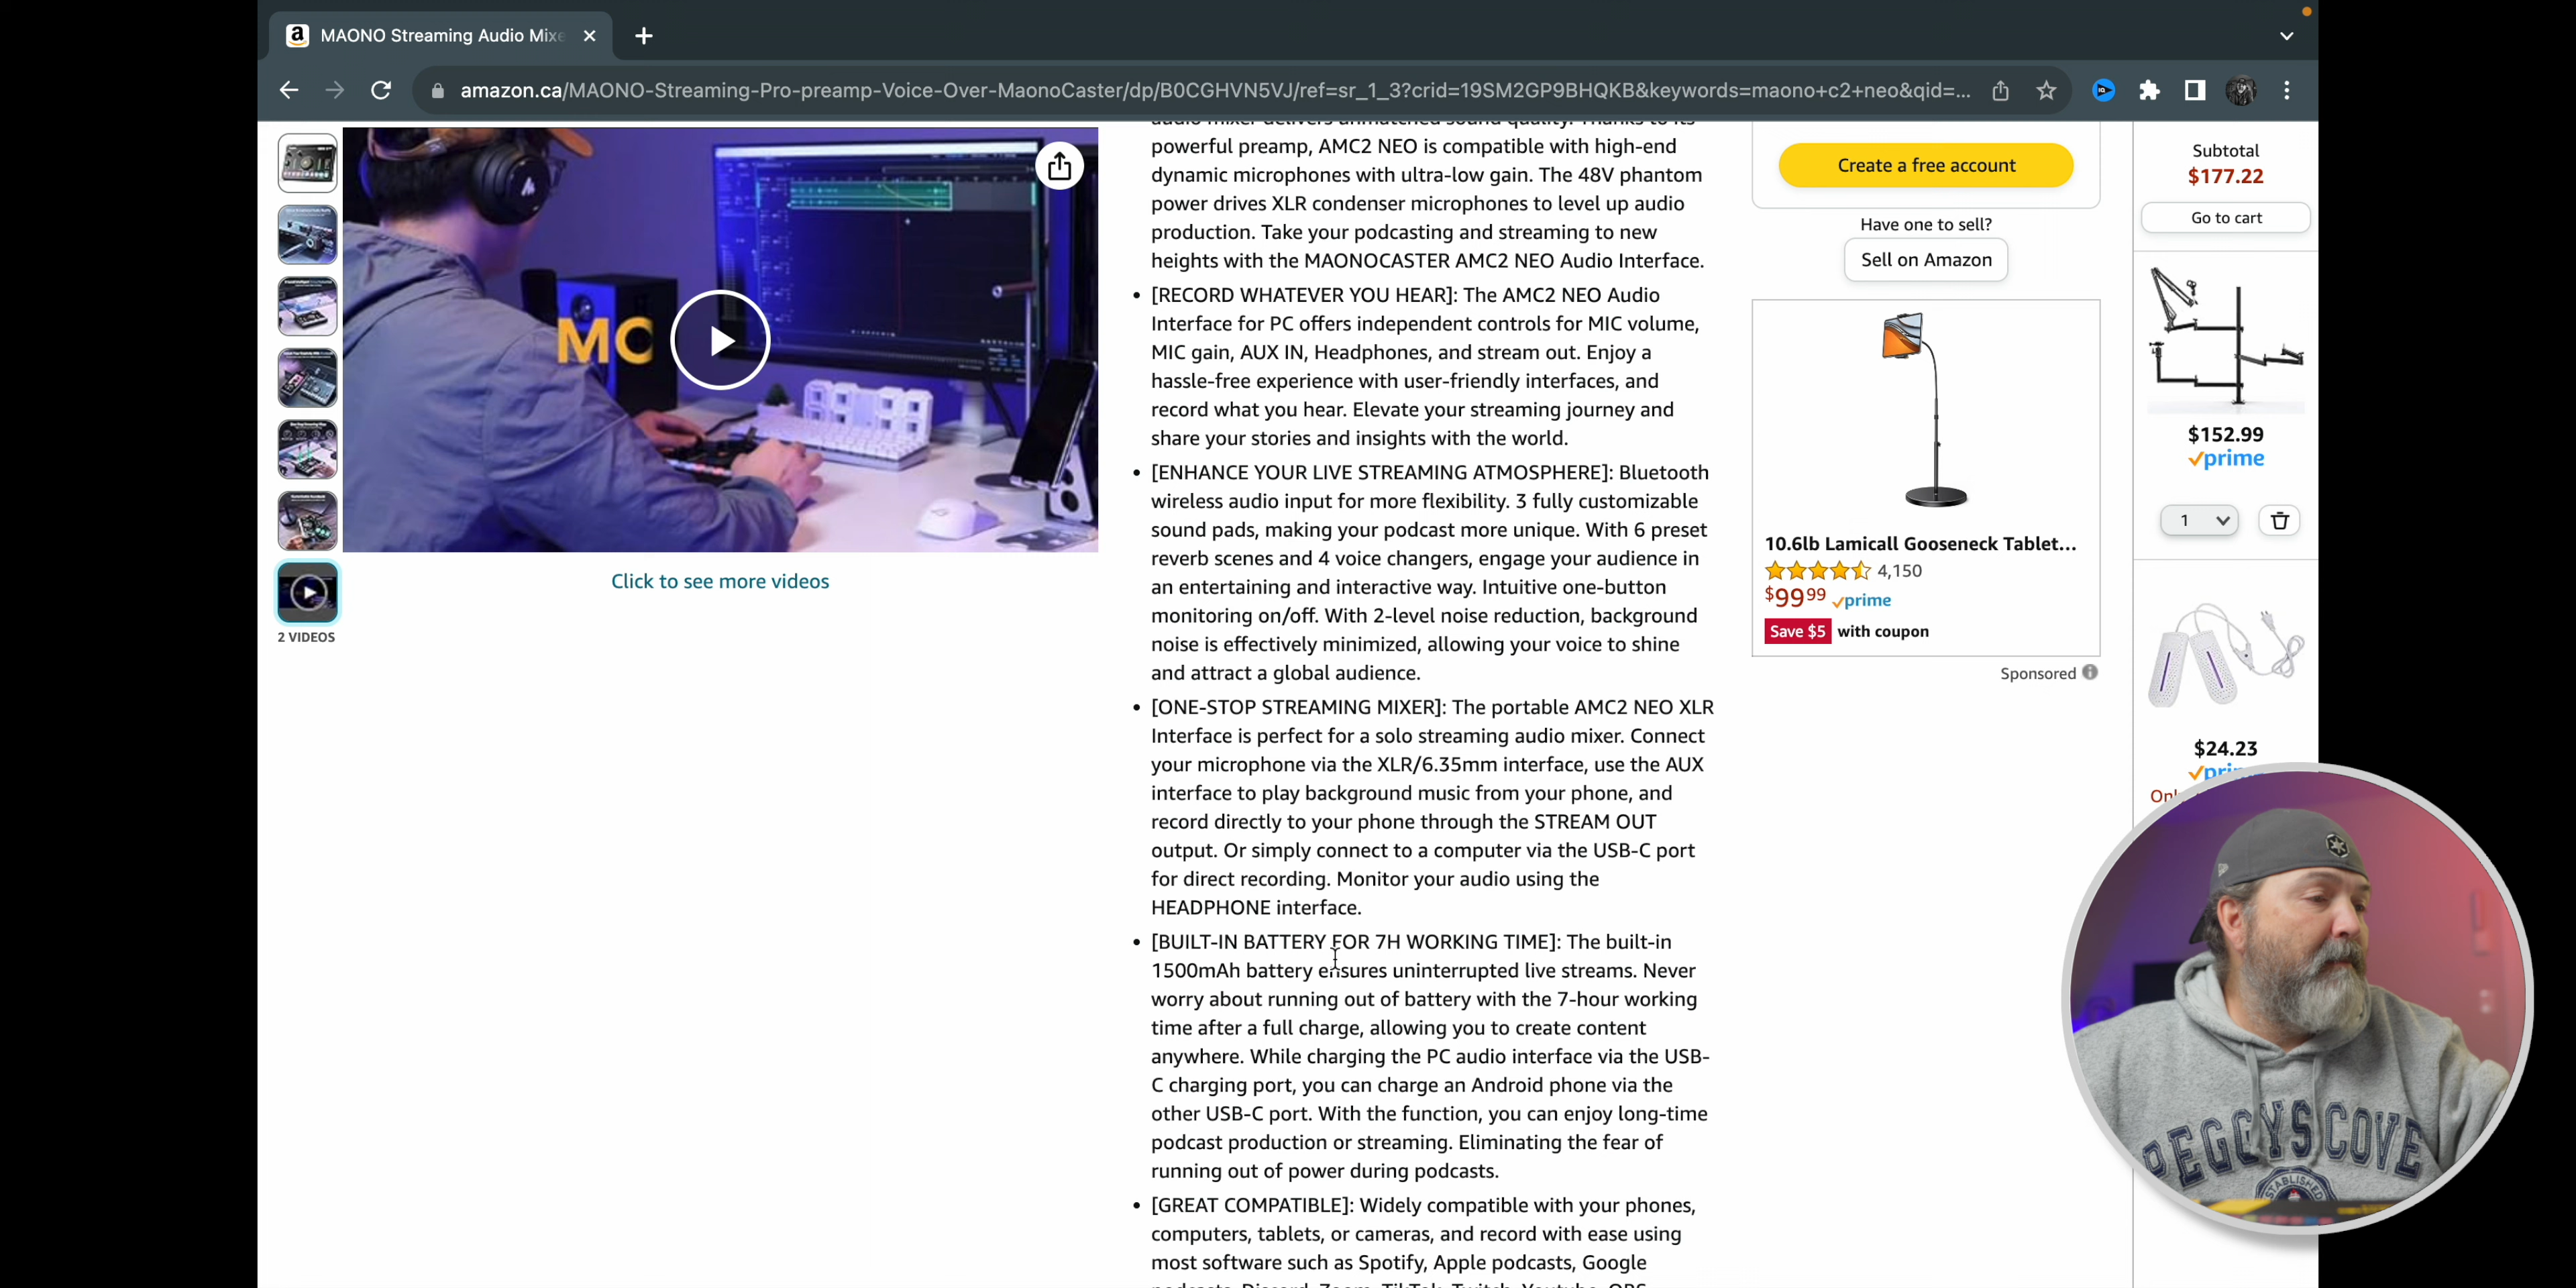 MAONO Streaming Audio Mixe
amazon.ca/MAONO-Streaming-Pro-preamp-Voice-Over-MaonoCaster/dp/B0CGHVN5VJ/ref=sr_1_3?crid=19SM2GP9BHQKB&keywords=maono+c2+neo&qid=...
MC
Click to see more videos
2 VIDEOS
audio mixer delivers unmatched sound quality. Thanks to its
powerful preamp, AMC2 NEO is compatible with high-end
dynamic microphones with ultra-low gain. The 48V phantom
power drives XLR condenser microphones to level up audio
production. Take your podcasting and streaming to new
heights with the MAONOCASTER AMC2 NEO Audio Interface.
• [RECORD WHATEVER YOU HEAR]: The AMC2 NEO Audio
Interface for PC offers independent controls for MIC volume,
MIC gain, AUX IN, Headphones, and stream out. Enjoy a
hassle-free experience with user-friendly interfaces, and
record what you hear. Elevate your streaming journey and
share your stories and insights with the world.
• [ENHANCE YOUR LIVE STREAMING ATMOSPHERE]: Bluetooth
wireless audio input for more flexibility. 3 fully customizable
sound pads, making your podcast more unique. With 6 preset
reverb scenes and 4 voice changers, engage your audience in
an entertaining and interactive way. Intuitive one-button
monitoring on/off. With 2-level noise reduction, background
noise is effectively minimized, allowing your voice to shine
and attract a global audience.
• [ONE-STOP STREAMING MIXER]: The portable AMC2 NEO XLR
Interface is perfect for a solo streaming audio mixer. Connect
your microphone via the XLR/6.35mm interface, use the AUX
interface to play background music from your phone, and
record directly to your phone through the STREAM OUT
output. Or simply connect to a computer via the USB-C port
for direct recording. Monitor your audio using the
HEADPHONE interface.
• [BUILT-IN BATTERY FOR 7H WORKING TIME]: The built-in
1500mAh battery ensures uninterrupted live streams. Never
worry about running out of battery with the 7-hour working
time after a full charge, allowing you to create content
anywhere. While charging the PC audio interface via the USB-
C charging port, you can charge an Android phone via the
other USB-C port. With the function, you can enjoy long-time
podcast production or streaming. Eliminating the fear of
running out of power during podcasts.
• [GREAT COMPATIBLE]: Widely compatible with your phones,
computers, tablets, or cameras, and record with ease using
most software such as Spotify, Apple podcasts, Google
podcasts, Discord, Zoom, TikTok, Twitch, Youtube, OBS
Create a free account
Have one to sell?
Sell on Amazon
10.6lb Lamicall Gooseneck Tablet...
4,150
$99 99 prime
Save $5 with coupon
Sponsored
Subtotal
$177.22
Go to cart
$152.99
prime
1
$24.23
PEGGYS COVE
ESTABLISHED